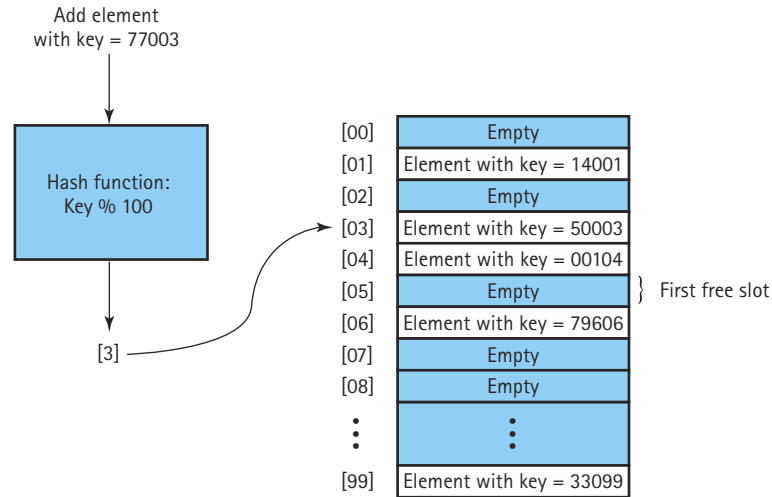 Add element
with key = 77003
Hash function:
Key % 100
[3]
[00] Empty
[01] Element with key = 14001
[02] Empty
[03] Element with key = 50003
[04] Element with key = 00104
[05] Empty } First free slot
[06] Element with key = 79606
[07] Empty
[08] Empty
[99] Element with key = 33099